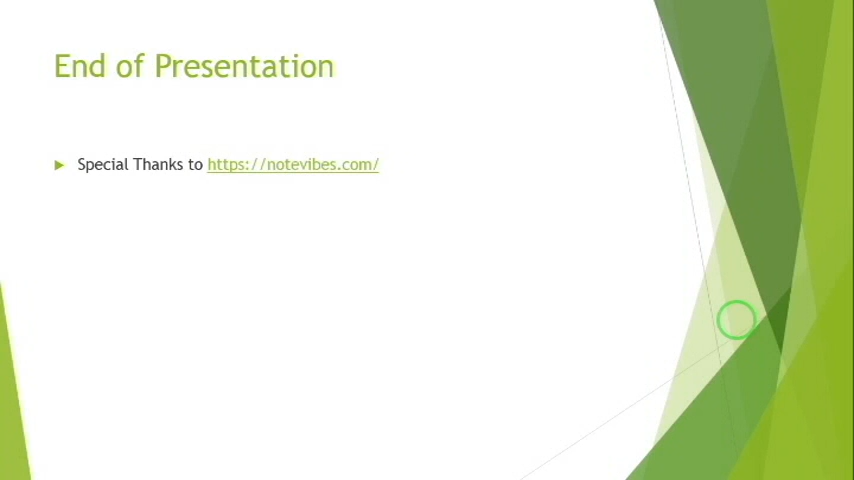 End of Presentation
Special Thanks to https://notevibes.com/